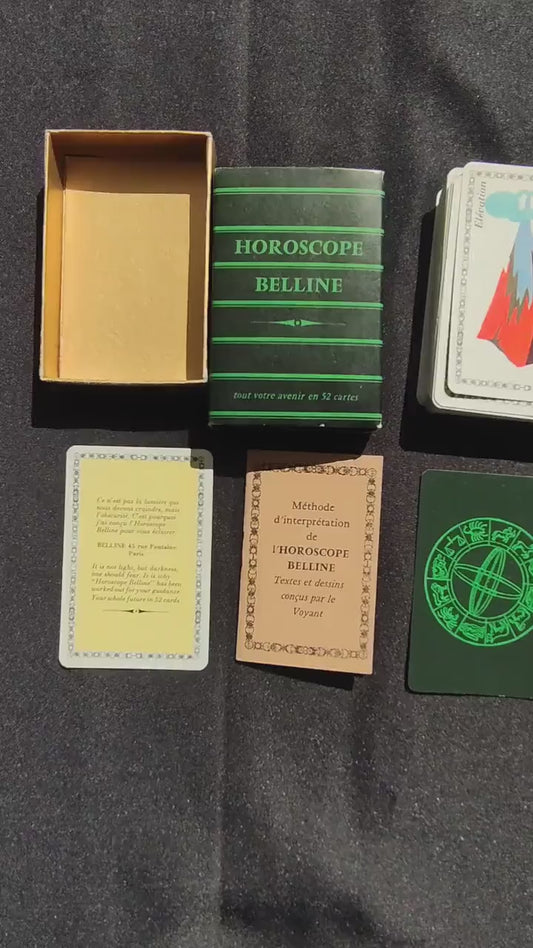 HOROSCOPE
BELLINE
tout votre avenir en 52 cartes
Elévation
Ce n'est pas la lumière que
nous devons craindre, mais
l'obscurité. C'est pourquoi
j'ai conçu l'Horoscope
Belline pour vous éclairer
BELLINE 45 rue Fontaine
Paris
It is not light, but darkness,
one should fear. It is why
"Horoscope Belline" has been
worked out for your guidance
Your whole future in 52 cards
Méthode
d'interprétation
de
l'HOROSCOPE
BELLINE
Textes et dessins
conçus par le
Voyant